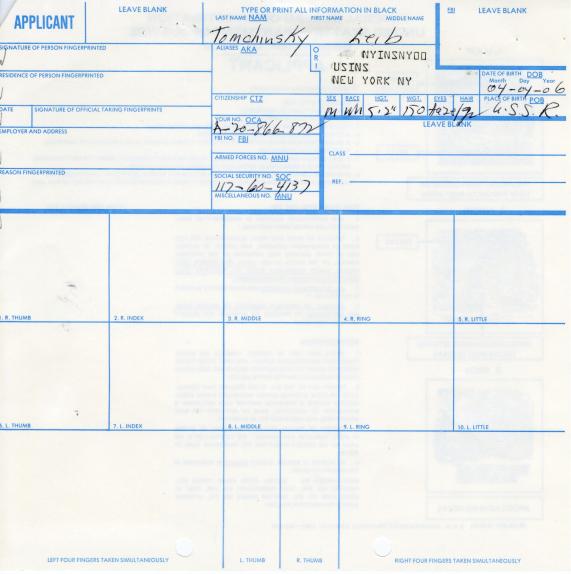 APPLICANT
LEAVE BLANK
TYPE OR PRINT ALL INFORMATION IN BLACK
LAST NAME NAM FIRST NAME MIDDLE NAME
FBI LEAVE BLANK
Tomchinsky Leib
SIGNATURE OF PERSON FINGERPRINTED
ALIASES AKA
ORI
NYINSNY00
USINS
NEW YORK NY
RESIDENCE OF PERSON FINGERPRINTED
DATE OF BIRTH DOB
Month Day Year
04-04-06
CITIZENSHIP CTZ
SEX RACE HGT. WGT. EYES HAIR
PLACE OF BIRTH POB
M Wh 5.2" 150 haze U.S.S.R.
DATE SIGNATURE OF OFFICIAL TAKING FINGERPRINTS
YOUR NO. OCA
A-20-866-872
LEAVE BLANK
EMPLOYER AND ADDRESS
FBI NO. FBI
CLASS
ARMED FORCES NO. MNU
REASON FINGERPRINTED
SOCIAL SECURITY NO. SOC
117-60-4137
REF.
MISCELLANEOUS NO. MNU
1. R. THUMB 2. R. INDEX 3. R. MIDDLE 4. R. RING 5. R. LITTLE
6. L. THUMB 7. L. INDEX 8. L. MIDDLE 9. L. RING 10. L. LITTLE
LEFT FOUR FINGERS TAKEN SIMULTANEOUSLY L. THUMB R. THUMB RIGHT FOUR FINGERS TAKEN SIMULTANEOUSLY